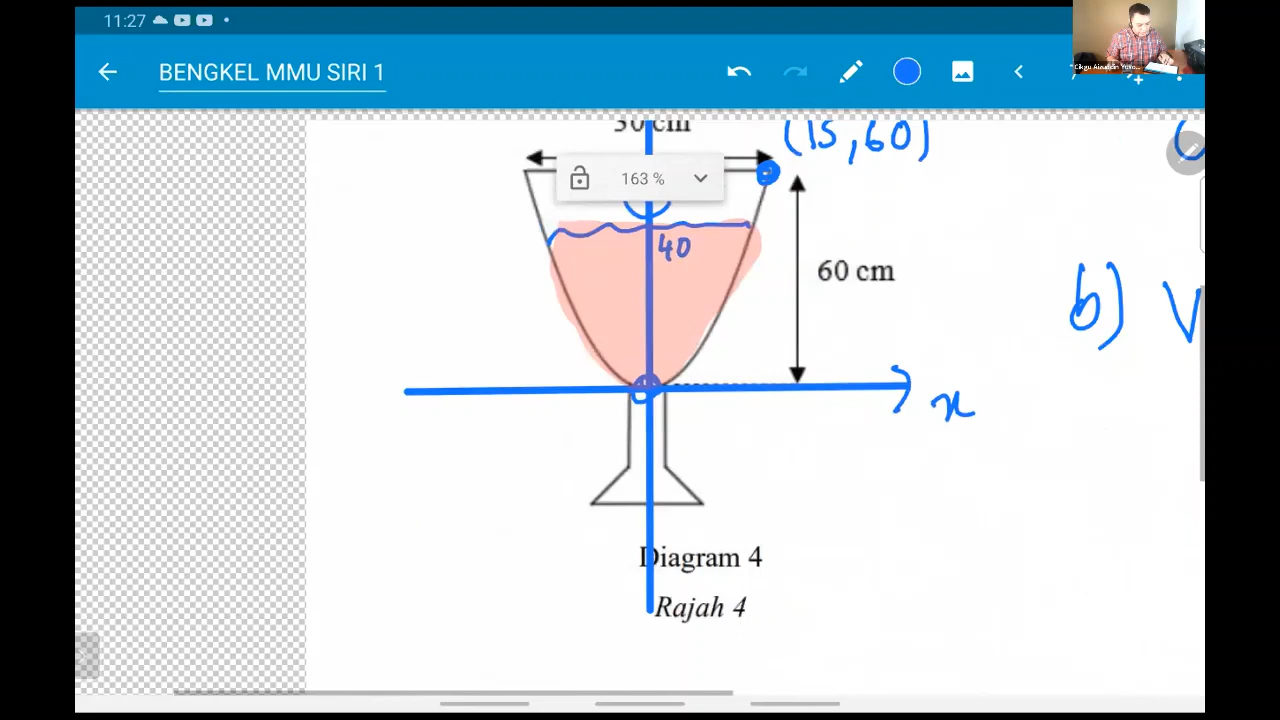 11:27
BENGKEL MMU SIRI 1
30 cm
(15,60)
163 %
40
60 cm
b) V
x
Diagram 4
Rajah 4